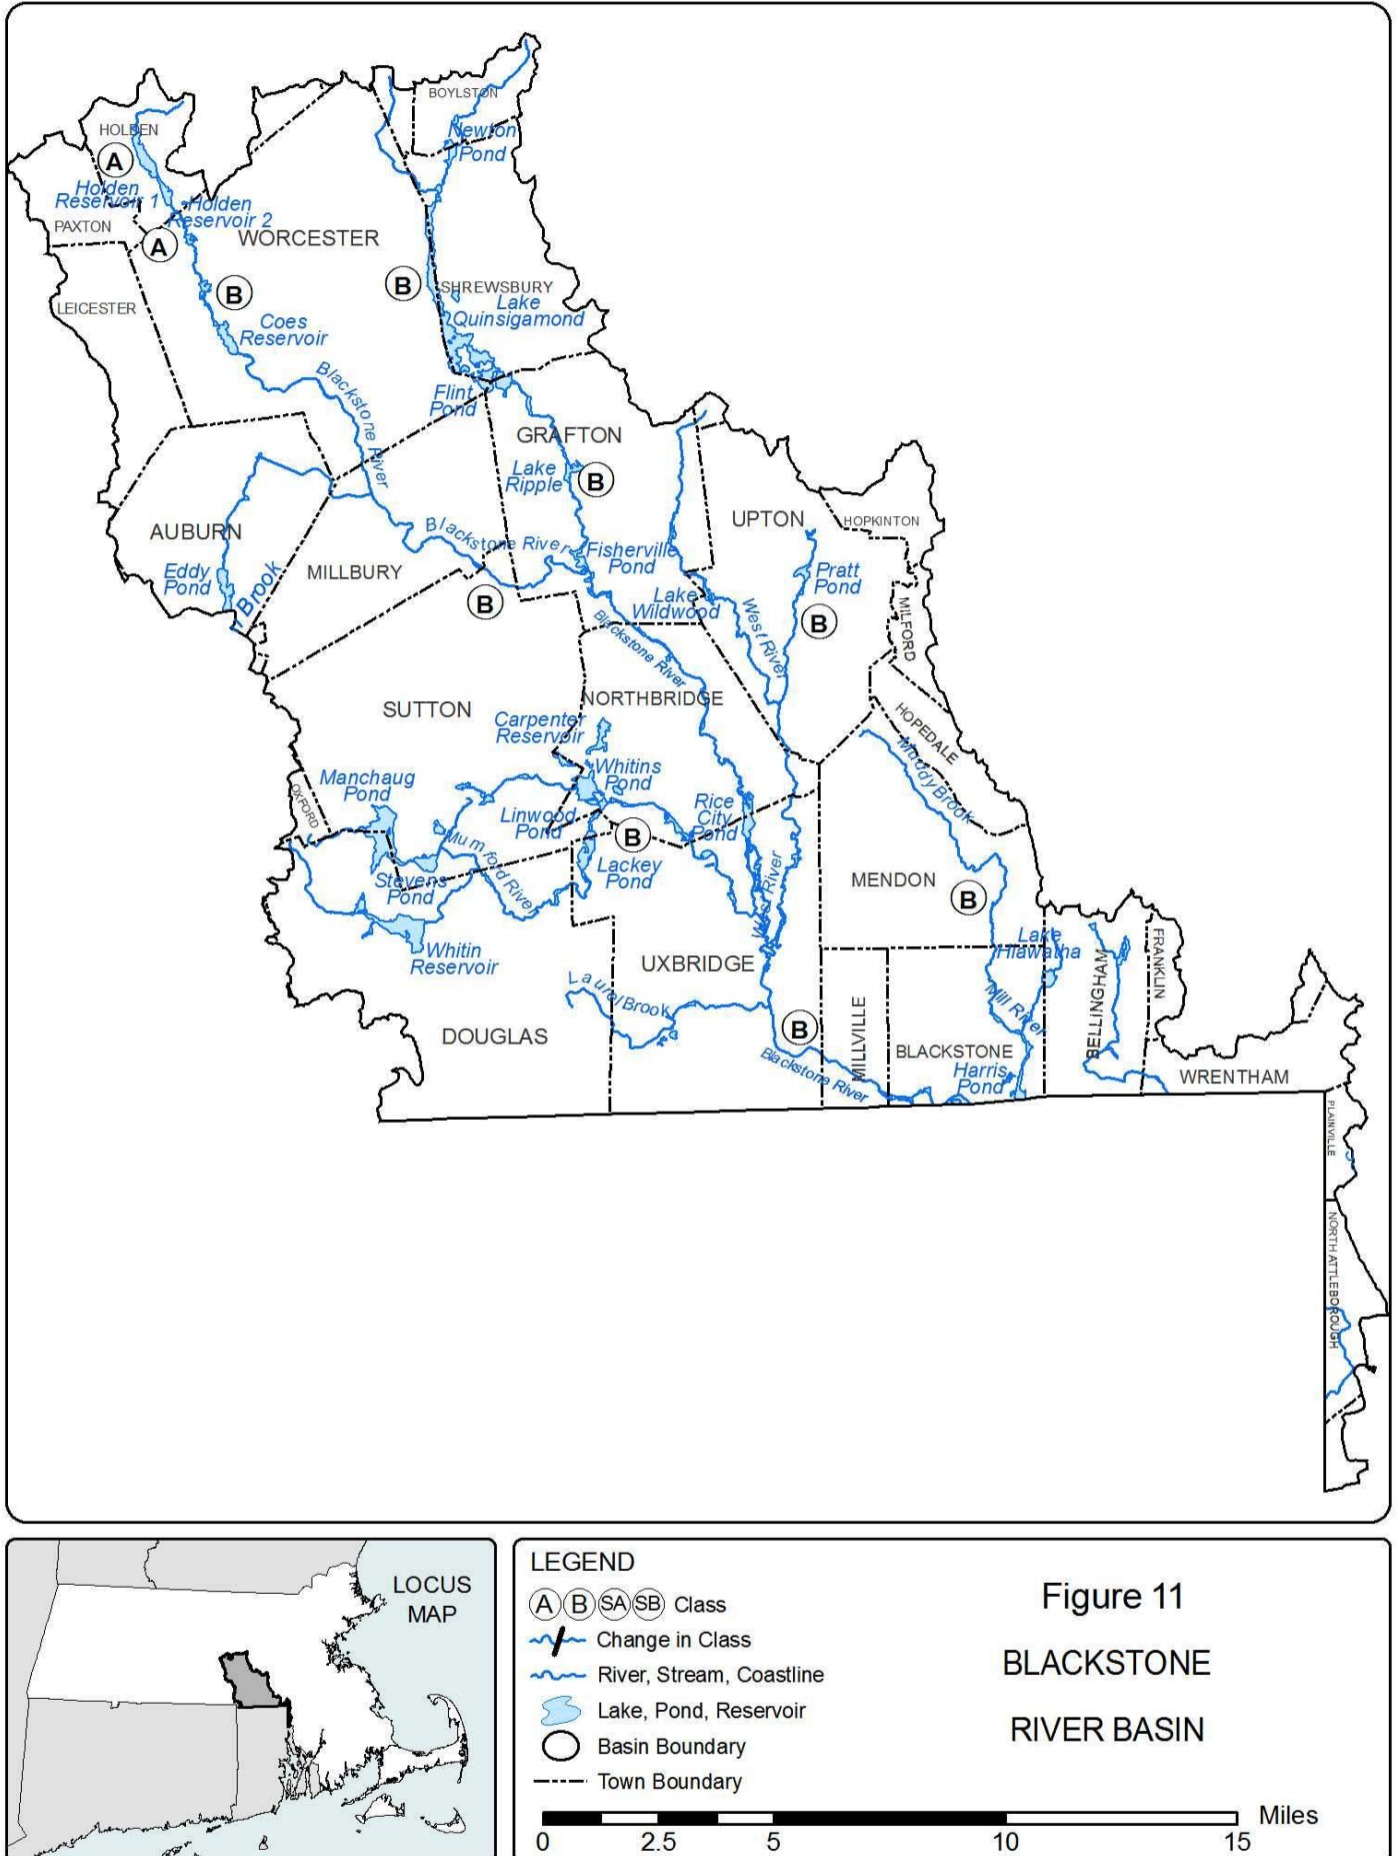 BOYLSTON
HOLDEN
Newton
Pond
A
Holden
Reservoir 1
Holden
Reservoir 2
PAXTON
WORCESTER
A
B
B
SHREWSBURY
LEICESTER
Lake
Quinsigamond
Coes
Reservoir
Blackstone River
Flint
Pond
GRAFTON
Lake
Ripple
B
AUBURN
Blackstone River
UPTON
HOPKINTON
Fisherville
Pond
MILLBURY
Eddy
Pond
Brook
Pratt
Pond
Lake
Wildwood
B
B
West River
MILFORD
Blackstone River
SUTTON
NORTHBRIDGE
Carpenter
Reservoir
HOPEDALE
Muddy Brook
Manchaug
Pond
Whitins
Pond
OXFORD
Linwood
Pond
Rice
City
Pond
B
Mumford River
Stevens
Pond
Lackey
Pond
West River
MENDON
B
Whitin
Reservoir
Lake
Hiawatha
FRANKLIN
UXBRIDGE
Laurel Brook
Mill River
BELLINGHAM
DOUGLAS
B
MILLVILLE
BLACKSTONE
Blackstone River
Harris
Pond
WRENTHAM
PLAINVILLE
NORTH ATTLEBOROUGH
LOCUS
MAP
LEGEND
A B SA SB Class
Change in Class
River, Stream, Coastline
Lake, Pond, Reservoir
Basin Boundary
Town Boundary
Figure 11
BLACKSTONE
RIVER BASIN
Miles
0 2.5 5 10 15